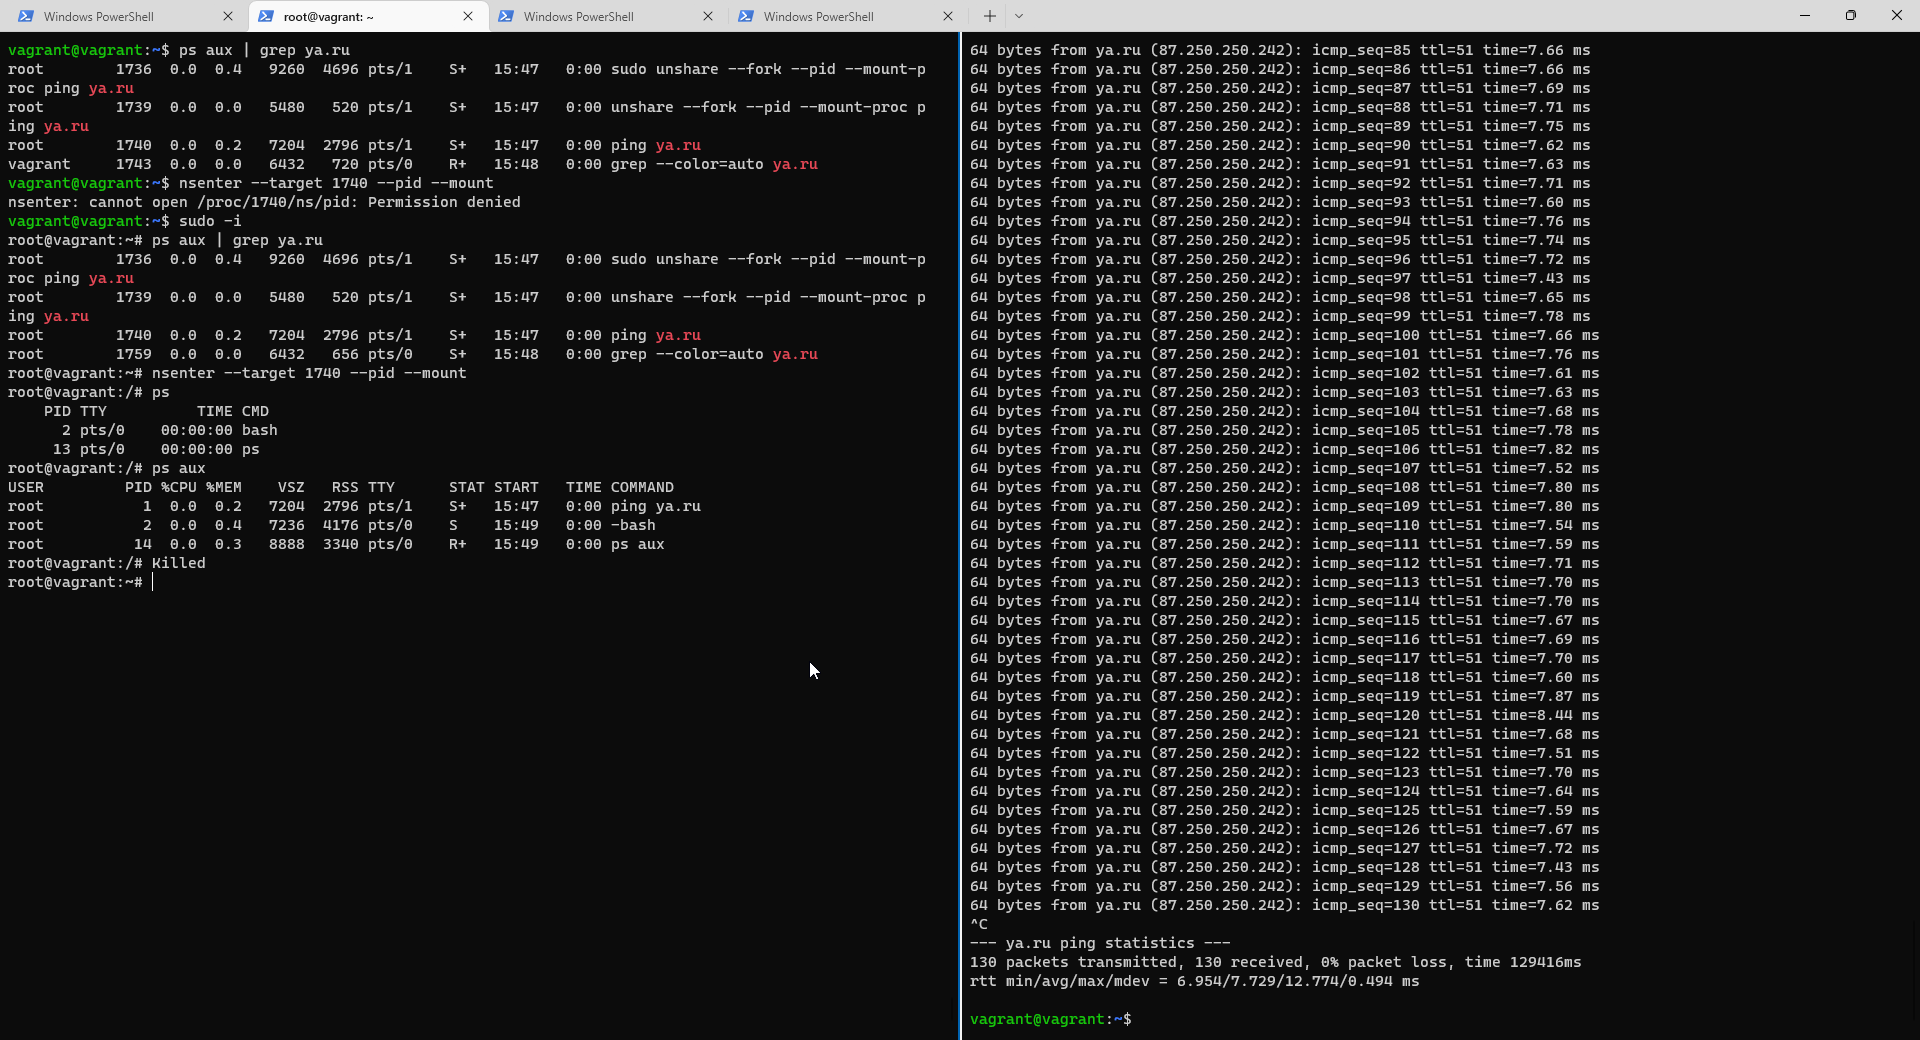 Windows PowerShell
root@vagrant: ~
Windows PowerShell
Windows PowerShell
vagrant@vagrant:~$ ps aux | grep ya.ru
root        1736  0.0  0.4   9260  4696 pts/1    S+   15:47   0:00 sudo unshare --fork --pid --mount-p
roc ping ya.ru
root        1739  0.0  0.0   5480   520 pts/1    S+   15:47   0:00 unshare --fork --pid --mount-proc p
ing ya.ru
root        1740  0.0  0.2   7204  2796 pts/1    S+   15:47   0:00 ping ya.ru
vagrant     1743  0.0  0.0   6432   720 pts/0    R+   15:48   0:00 grep --color=auto ya.ru
vagrant@vagrant:~$ nsenter --target 1740 --pid --mount
nsenter: cannot open /proc/1740/ns/pid: Permission denied
vagrant@vagrant:~$ sudo -i
root@vagrant:~# ps aux | grep ya.ru
root        1736  0.0  0.4   9260  4696 pts/1    S+   15:47   0:00 sudo unshare --fork --pid --mount-p
roc ping ya.ru
root        1739  0.0  0.0   5480   520 pts/1    S+   15:47   0:00 unshare --fork --pid --mount-proc p
ing ya.ru
root        1740  0.0  0.2   7204  2796 pts/1    S+   15:47   0:00 ping ya.ru
root        1759  0.0  0.0   6432   656 pts/0    S+   15:48   0:00 grep --color=auto ya.ru
root@vagrant:~# nsenter --target 1740 --pid --mount
root@vagrant:/# ps
    PID TTY          TIME CMD
      2 pts/0    00:00:00 bash
     13 pts/0    00:00:00 ps
root@vagrant:/# ps aux
USER         PID %CPU %MEM    VSZ   RSS TTY      STAT START   TIME COMMAND
root           1  0.0  0.2   7204  2796 pts/1    S+   15:47   0:00 ping ya.ru
root           2  0.0  0.4   7236  4176 pts/0    S    15:49   0:00 -bash
root          14  0.0  0.3   8888  3340 pts/0    R+   15:49   0:00 ps aux
root@vagrant:/# Killed
root@vagrant:~#
64 bytes from ya.ru (87.250.250.242): icmp_seq=85 ttl=51 time=7.66 ms
64 bytes from ya.ru (87.250.250.242): icmp_seq=86 ttl=51 time=7.66 ms
64 bytes from ya.ru (87.250.250.242): icmp_seq=87 ttl=51 time=7.69 ms
64 bytes from ya.ru (87.250.250.242): icmp_seq=88 ttl=51 time=7.71 ms
64 bytes from ya.ru (87.250.250.242): icmp_seq=89 ttl=51 time=7.75 ms
64 bytes from ya.ru (87.250.250.242): icmp_seq=90 ttl=51 time=7.62 ms
64 bytes from ya.ru (87.250.250.242): icmp_seq=91 ttl=51 time=7.63 ms
64 bytes from ya.ru (87.250.250.242): icmp_seq=92 ttl=51 time=7.71 ms
64 bytes from ya.ru (87.250.250.242): icmp_seq=93 ttl=51 time=7.60 ms
64 bytes from ya.ru (87.250.250.242): icmp_seq=94 ttl=51 time=7.76 ms
64 bytes from ya.ru (87.250.250.242): icmp_seq=95 ttl=51 time=7.74 ms
64 bytes from ya.ru (87.250.250.242): icmp_seq=96 ttl=51 time=7.72 ms
64 bytes from ya.ru (87.250.250.242): icmp_seq=97 ttl=51 time=7.43 ms
64 bytes from ya.ru (87.250.250.242): icmp_seq=98 ttl=51 time=7.65 ms
64 bytes from ya.ru (87.250.250.242): icmp_seq=99 ttl=51 time=7.78 ms
64 bytes from ya.ru (87.250.250.242): icmp_seq=100 ttl=51 time=7.66 ms
64 bytes from ya.ru (87.250.250.242): icmp_seq=101 ttl=51 time=7.76 ms
64 bytes from ya.ru (87.250.250.242): icmp_seq=102 ttl=51 time=7.61 ms
64 bytes from ya.ru (87.250.250.242): icmp_seq=103 ttl=51 time=7.63 ms
64 bytes from ya.ru (87.250.250.242): icmp_seq=104 ttl=51 time=7.68 ms
64 bytes from ya.ru (87.250.250.242): icmp_seq=105 ttl=51 time=7.78 ms
64 bytes from ya.ru (87.250.250.242): icmp_seq=106 ttl=51 time=7.82 ms
64 bytes from ya.ru (87.250.250.242): icmp_seq=107 ttl=51 time=7.52 ms
64 bytes from ya.ru (87.250.250.242): icmp_seq=108 ttl=51 time=7.80 ms
64 bytes from ya.ru (87.250.250.242): icmp_seq=109 ttl=51 time=7.80 ms
64 bytes from ya.ru (87.250.250.242): icmp_seq=110 ttl=51 time=7.54 ms
64 bytes from ya.ru (87.250.250.242): icmp_seq=111 ttl=51 time=7.59 ms
64 bytes from ya.ru (87.250.250.242): icmp_seq=112 ttl=51 time=7.71 ms
64 bytes from ya.ru (87.250.250.242): icmp_seq=113 ttl=51 time=7.70 ms
64 bytes from ya.ru (87.250.250.242): icmp_seq=114 ttl=51 time=7.70 ms
64 bytes from ya.ru (87.250.250.242): icmp_seq=115 ttl=51 time=7.67 ms
64 bytes from ya.ru (87.250.250.242): icmp_seq=116 ttl=51 time=7.69 ms
64 bytes from ya.ru (87.250.250.242): icmp_seq=117 ttl=51 time=7.70 ms
64 bytes from ya.ru (87.250.250.242): icmp_seq=118 ttl=51 time=7.60 ms
64 bytes from ya.ru (87.250.250.242): icmp_seq=119 ttl=51 time=7.87 ms
64 bytes from ya.ru (87.250.250.242): icmp_seq=120 ttl=51 time=8.44 ms
64 bytes from ya.ru (87.250.250.242): icmp_seq=121 ttl=51 time=7.68 ms
64 bytes from ya.ru (87.250.250.242): icmp_seq=122 ttl=51 time=7.51 ms
64 bytes from ya.ru (87.250.250.242): icmp_seq=123 ttl=51 time=7.70 ms
64 bytes from ya.ru (87.250.250.242): icmp_seq=124 ttl=51 time=7.64 ms
64 bytes from ya.ru (87.250.250.242): icmp_seq=125 ttl=51 time=7.59 ms
64 bytes from ya.ru (87.250.250.242): icmp_seq=126 ttl=51 time=7.67 ms
64 bytes from ya.ru (87.250.250.242): icmp_seq=127 ttl=51 time=7.72 ms
64 bytes from ya.ru (87.250.250.242): icmp_seq=128 ttl=51 time=7.43 ms
64 bytes from ya.ru (87.250.250.242): icmp_seq=129 ttl=51 time=7.56 ms
64 bytes from ya.ru (87.250.250.242): icmp_seq=130 ttl=51 time=7.62 ms
^C
--- ya.ru ping statistics ---
130 packets transmitted, 130 received, 0% packet loss, time 129416ms
rtt min/avg/max/mdev = 6.954/7.729/12.774/0.494 ms
vagrant@vagrant:~$